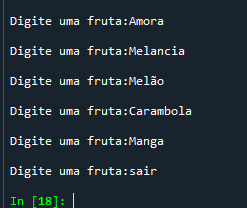 Digite uma fruta:Amora
Digite uma fruta:Melancia
Digite uma fruta:Melão
Digite uma fruta:Carambola
Digite uma fruta:Manga
Digite uma fruta:sair
In [18]: